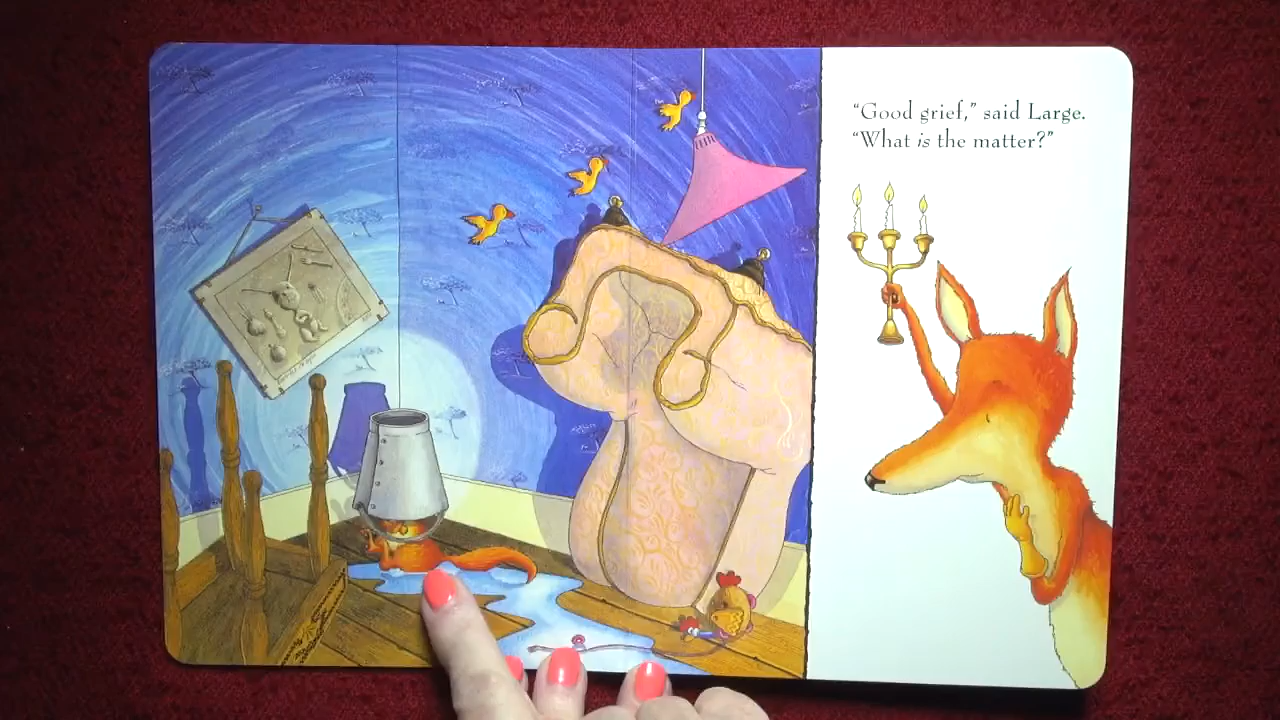 “Good grief,” said Large.
“What is the matter?”